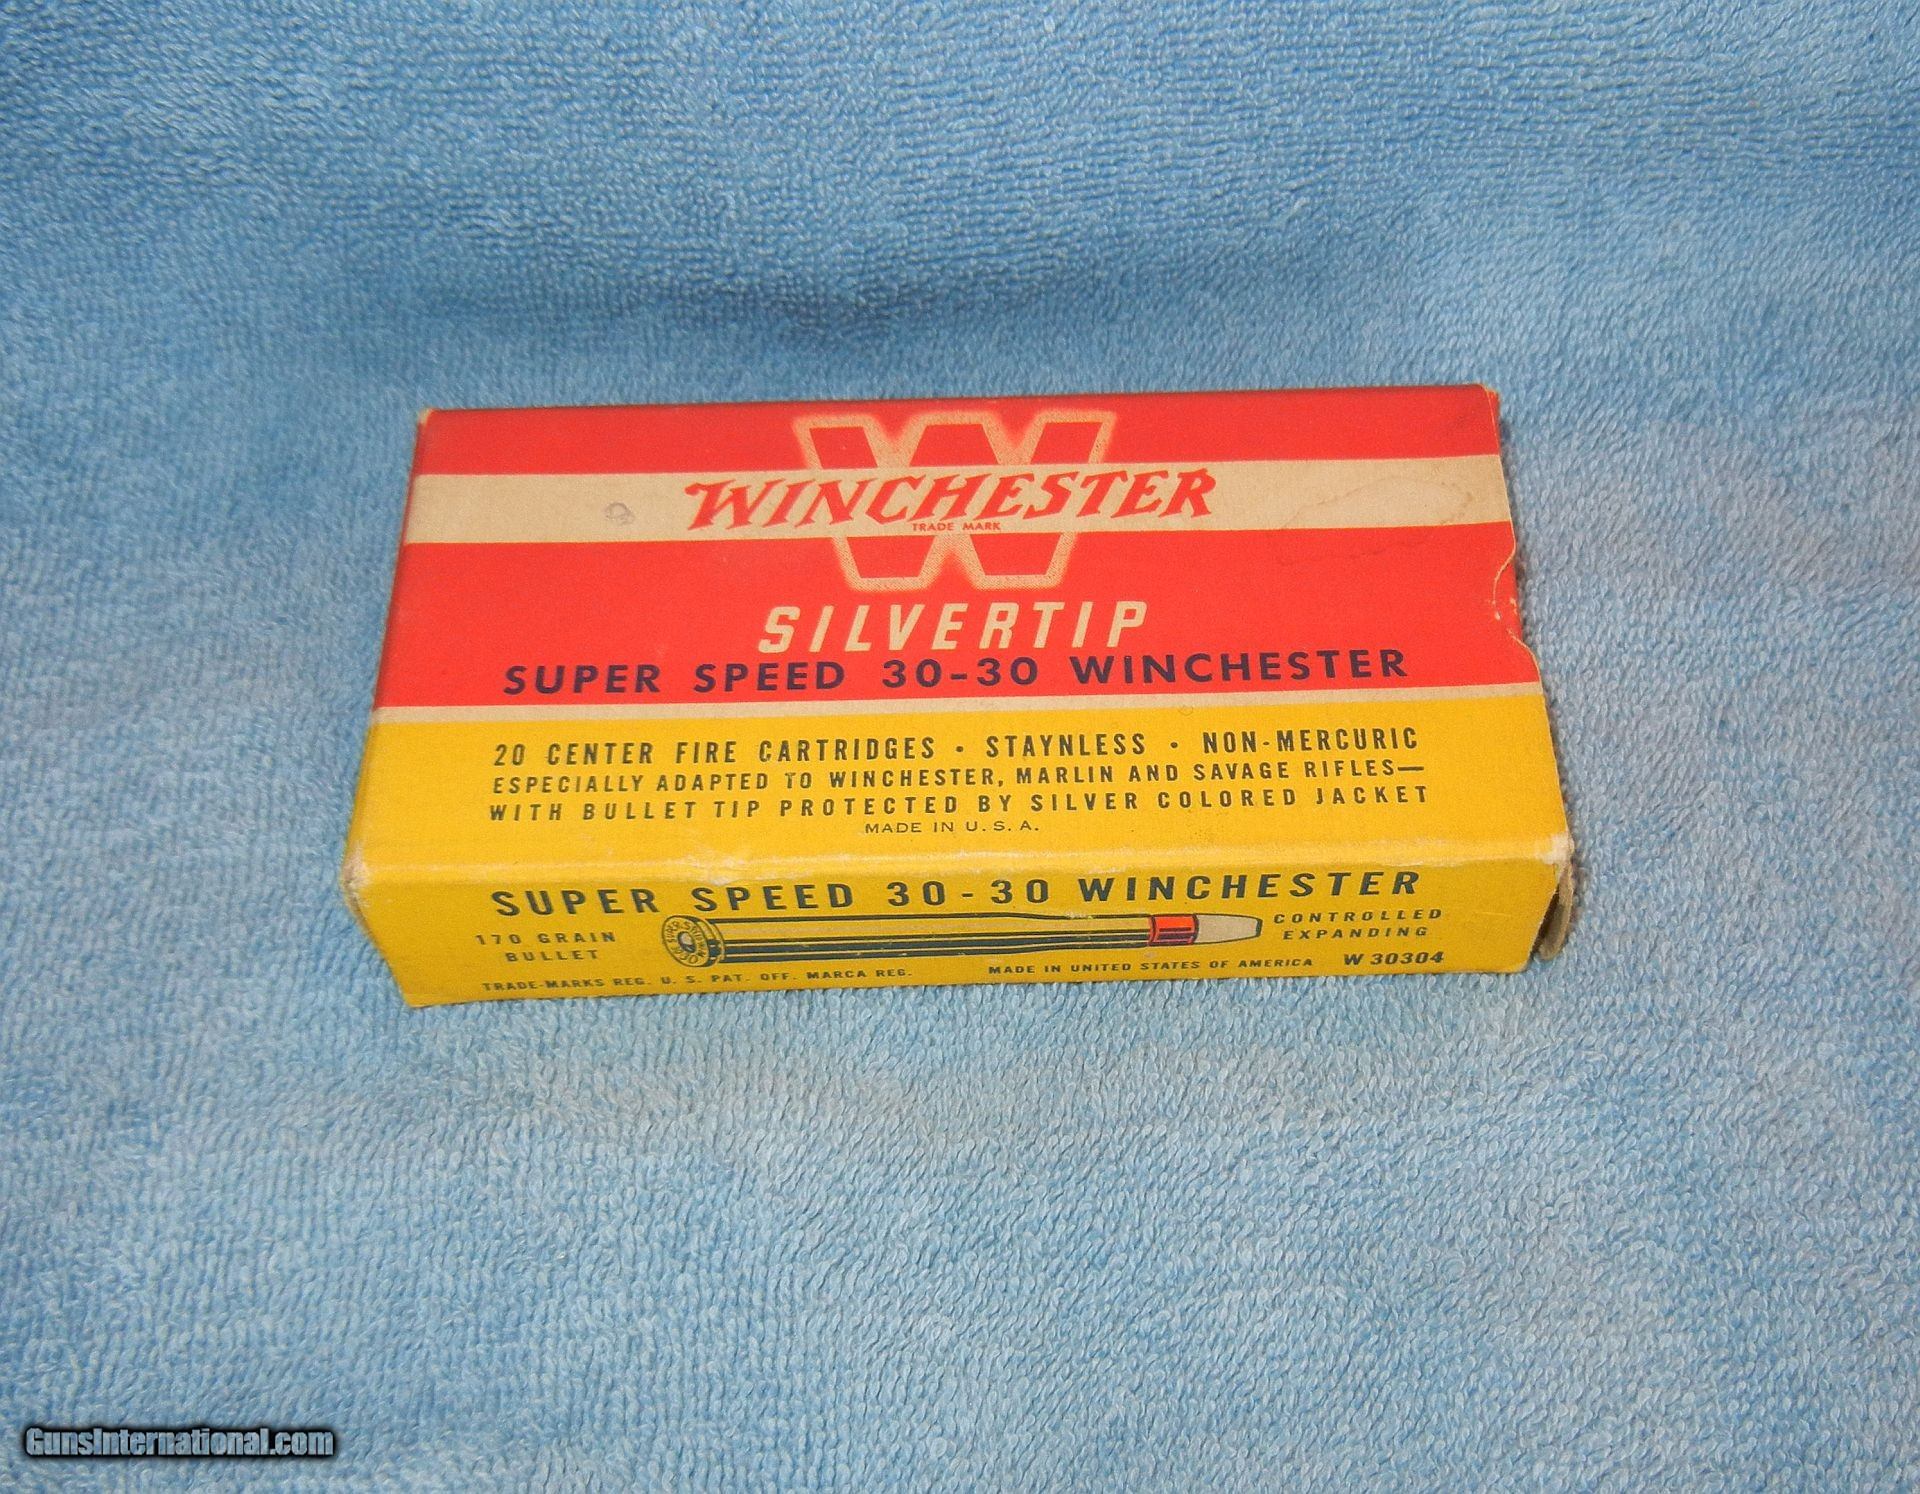 WINCHESTER
TRADE MARK
SILVERTIP
SUPER SPEED 30-30 WINCHESTER
20 CENTER FIRE CARTRIDGES • STAYNLESS • NON-MERCURIC
ESPECIALLY ADAPTED TO WINCHESTER, MARLIN AND SAVAGE RIFLES—
WITH BULLET TIP PROTECTED BY SILVER COLORED JACKET
MADE IN U.S.A.
SUPER SPEED 30-30 WINCHESTER
170 GRAIN
BULLET
CONTROLLED
EXPANDING
TRADE-MARKS REG. U. S. PAT. OFF. MARCA REG.
MADE IN UNITED STATES OF AMERICA
W 30304
GunsInternational.com